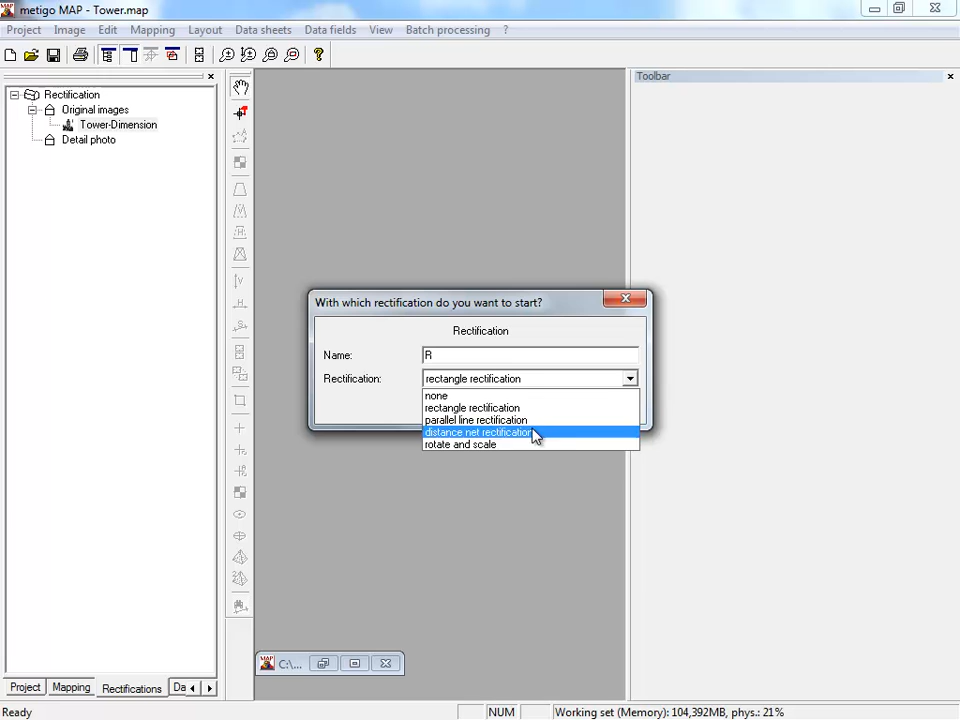 metigo MAP - Tower.map
Project Image Edit Mapping Layout Data sheets Data fields View Batch processing ?
Toolbar
Rectification
Original images
Tower-Dimension
Detail photo
With which rectification do you want to start?
Rectification
Name: R
Rectification: rectangle rectification
none
rectangle rectification
parallel line rectification
distance net rectification
rotate and scale
MAP C:\...
Project Mapping Rectifications Da
Ready NUM Working set (Memory): 104,392MB, phys.: 21%